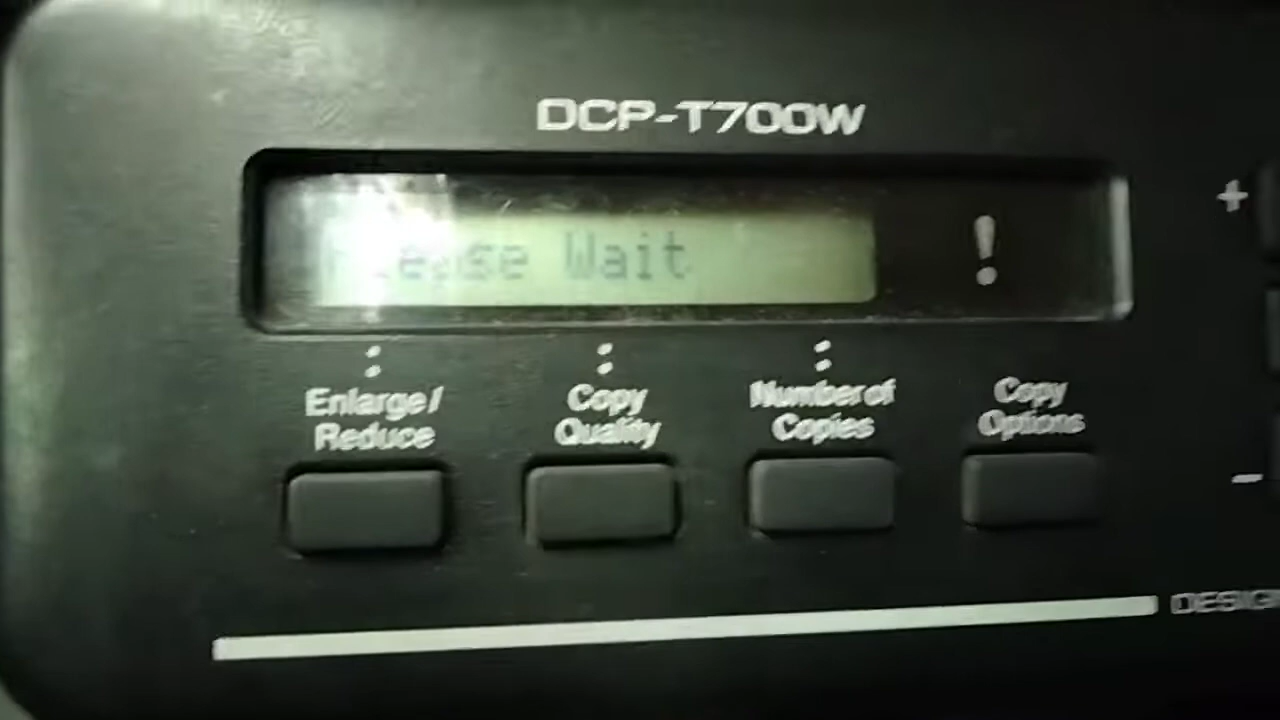 DCP-T700W
Please Wait
!
+
Enlarge/
Reduce
Copy
Quality
Number of
Copies
Copy
Options
-